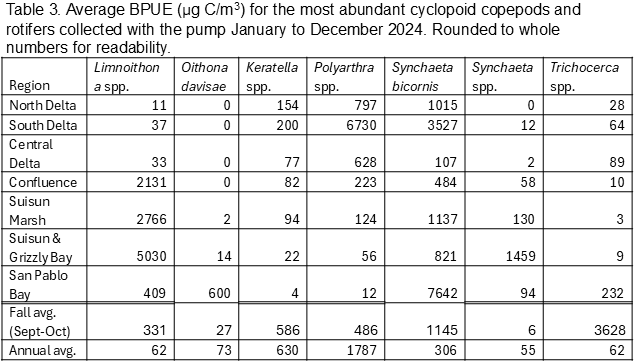 Table 3. Average BPUE (µg C/m³) for the most abundant cyclopoid copepods and
rotifers collected with the pump January to December 2024. Rounded to whole
numbers for readability.
Region Limnoithon
a spp. Oithona
davisae Keratella
spp. Polyarthra
spp. Synchaeta
bicornis Synchaeta
spp. Trichocerca
spp.
North Delta 11 0 154 797 1015 0 28
South Delta 37 0 200 6730 3527 12 64
Central
Delta 33 0 77 628 107 2 89
Confluence 2131 0 82 223 484 58 10
Suisun
Marsh 2766 2 94 124 1137 130 3
Suisun &
Grizzly Bay 5030 14 22 56 821 1459 9
San Pablo
Bay 409 600 4 12 7642 94 232
Fall avg.
(Sept-Oct) 331 27 586 486 1145 6 3628
Annual avg. 62 73 630 1787 306 55 62